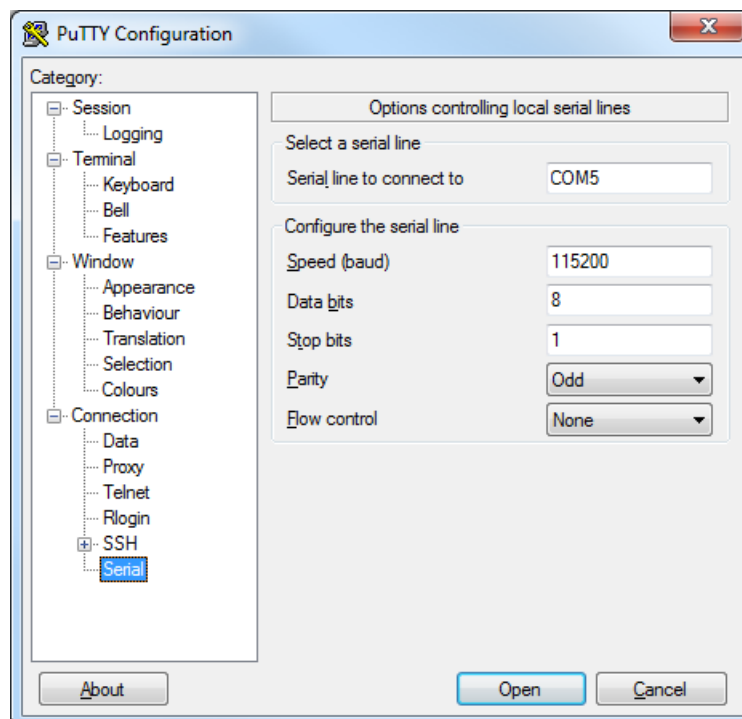 PuTTY Configuration
Category:
Session
Logging
Terminal
Keyboard
Bell
Features
Window
Appearance
Behaviour
Translation
Selection
Colours
Connection
Data
Proxy
Telnet
Rlogin
SSH
Serial
Options controlling local serial lines
Select a serial line
Serial line to connect to COM5
Configure the serial line
Speed (baud) 115200
Data bits 8
Stop bits 1
Parity Odd
Flow control None
About Open Cancel